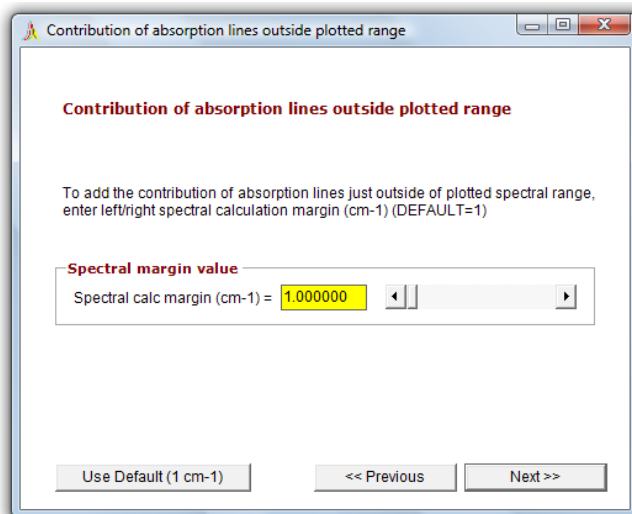 Contribution of absorption lines outside plotted range
Contribution of absorption lines outside plotted range
To add the contribution of absorption lines just outside of plotted spectral range,
enter left/right spectral calculation margin (cm-1) (DEFAULT=1)
Spectral margin value
Spectral calc margin (cm-1) = 1.000000
Use Default (1 cm-1) << Previous Next >>